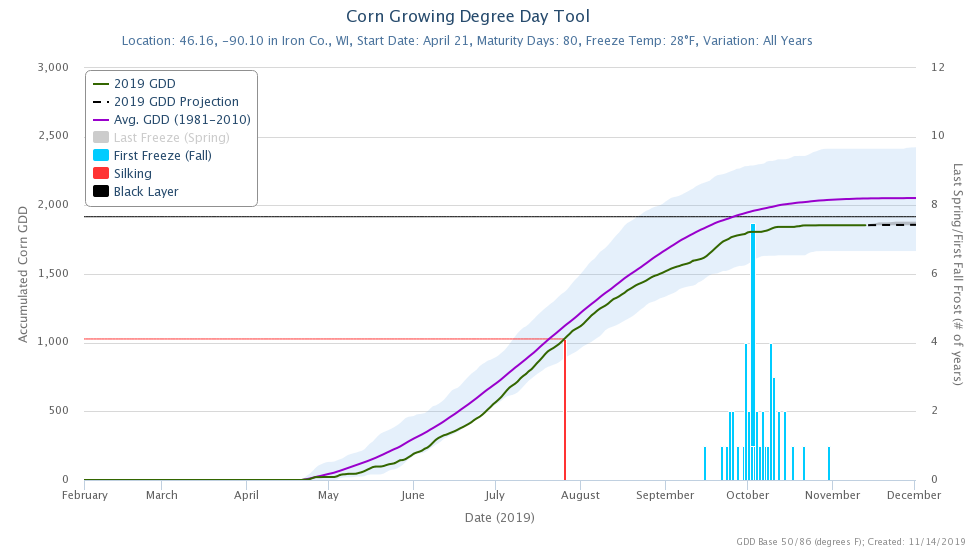 Corn Growing Degree Day Tool
Location: 46.16, -90.10 in Iron Co., WI, Start Date: April 21, Maturity Days: 80, Freeze Temp: 28°F, Variation: All Years
3,000
2,500
2,000
1,500
1,000
500
0
Accumulated Corn GDD
2019 GDD
2019 GDD Projection
Avg. GDD (1981-2010)
Last Freeze (Spring)
First Freeze (Fall)
Silking
Black Layer
12
10
8
6
4
2
0
Last Spring/First Fall Frost (# of years)
February March April May June July August September October November December
Date (2019)
GDD Base 50/86 (degrees F); Created: 11/14/2019